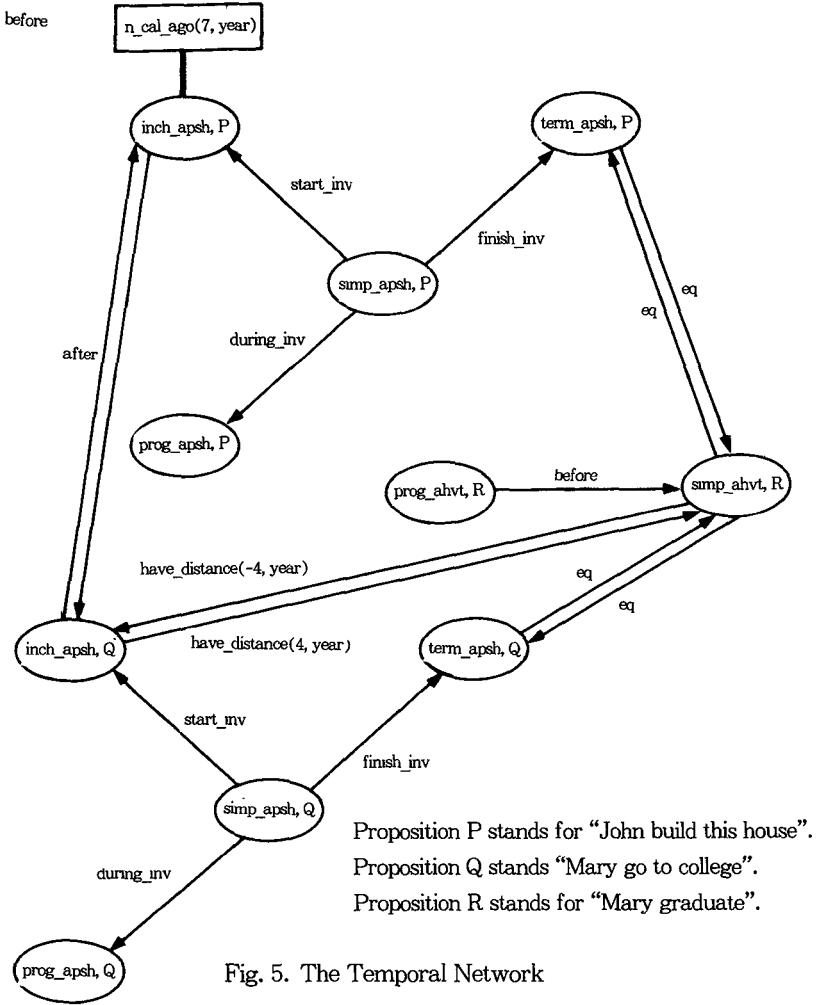 before
n_cal_ago(7, year)
inch_apsh, P
term_apsh, P
start_inv
finish_inv
simp_apsh, P
eq
eq
during_inv
after
prog_apsh, P
before
prog_ahvt, R
simp_ahvt, R
have_distance(-4, year)
eq
eq
have_distance(4, year)
inch_apsh, Q
term_apsh, Q
start_inv
finish_inv
simp_apsh, Q
Proposition P stands for “John build this house”.
Proposition Q stands “Mary go to college”.
during_inv
Proposition R stands for “Mary graduate”.
prog_apsh, Q
Fig. 5. The Temporal Network